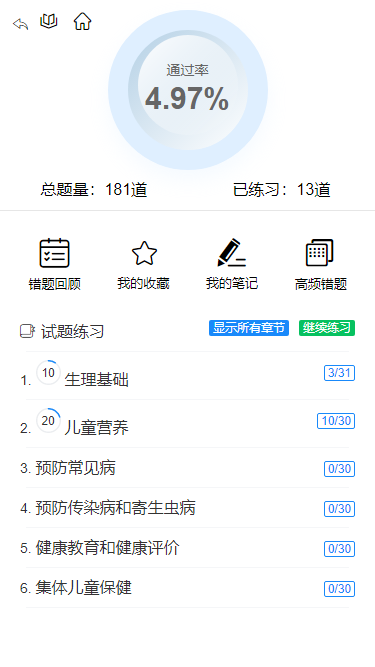 通过率
4.97%
总题量：181道 已练习：13道
错题回顾 我的收藏 我的笔记 高频错题
试题练习 显示所有章节 继续练习
1. 10 生理基础 3/31
2. 20 儿童营养 10/30
3. 预防常见病 0/30
4. 预防传染病和寄生虫病 0/30
5. 健康教育和健康评价 0/30
6. 集体儿童保健 0/30